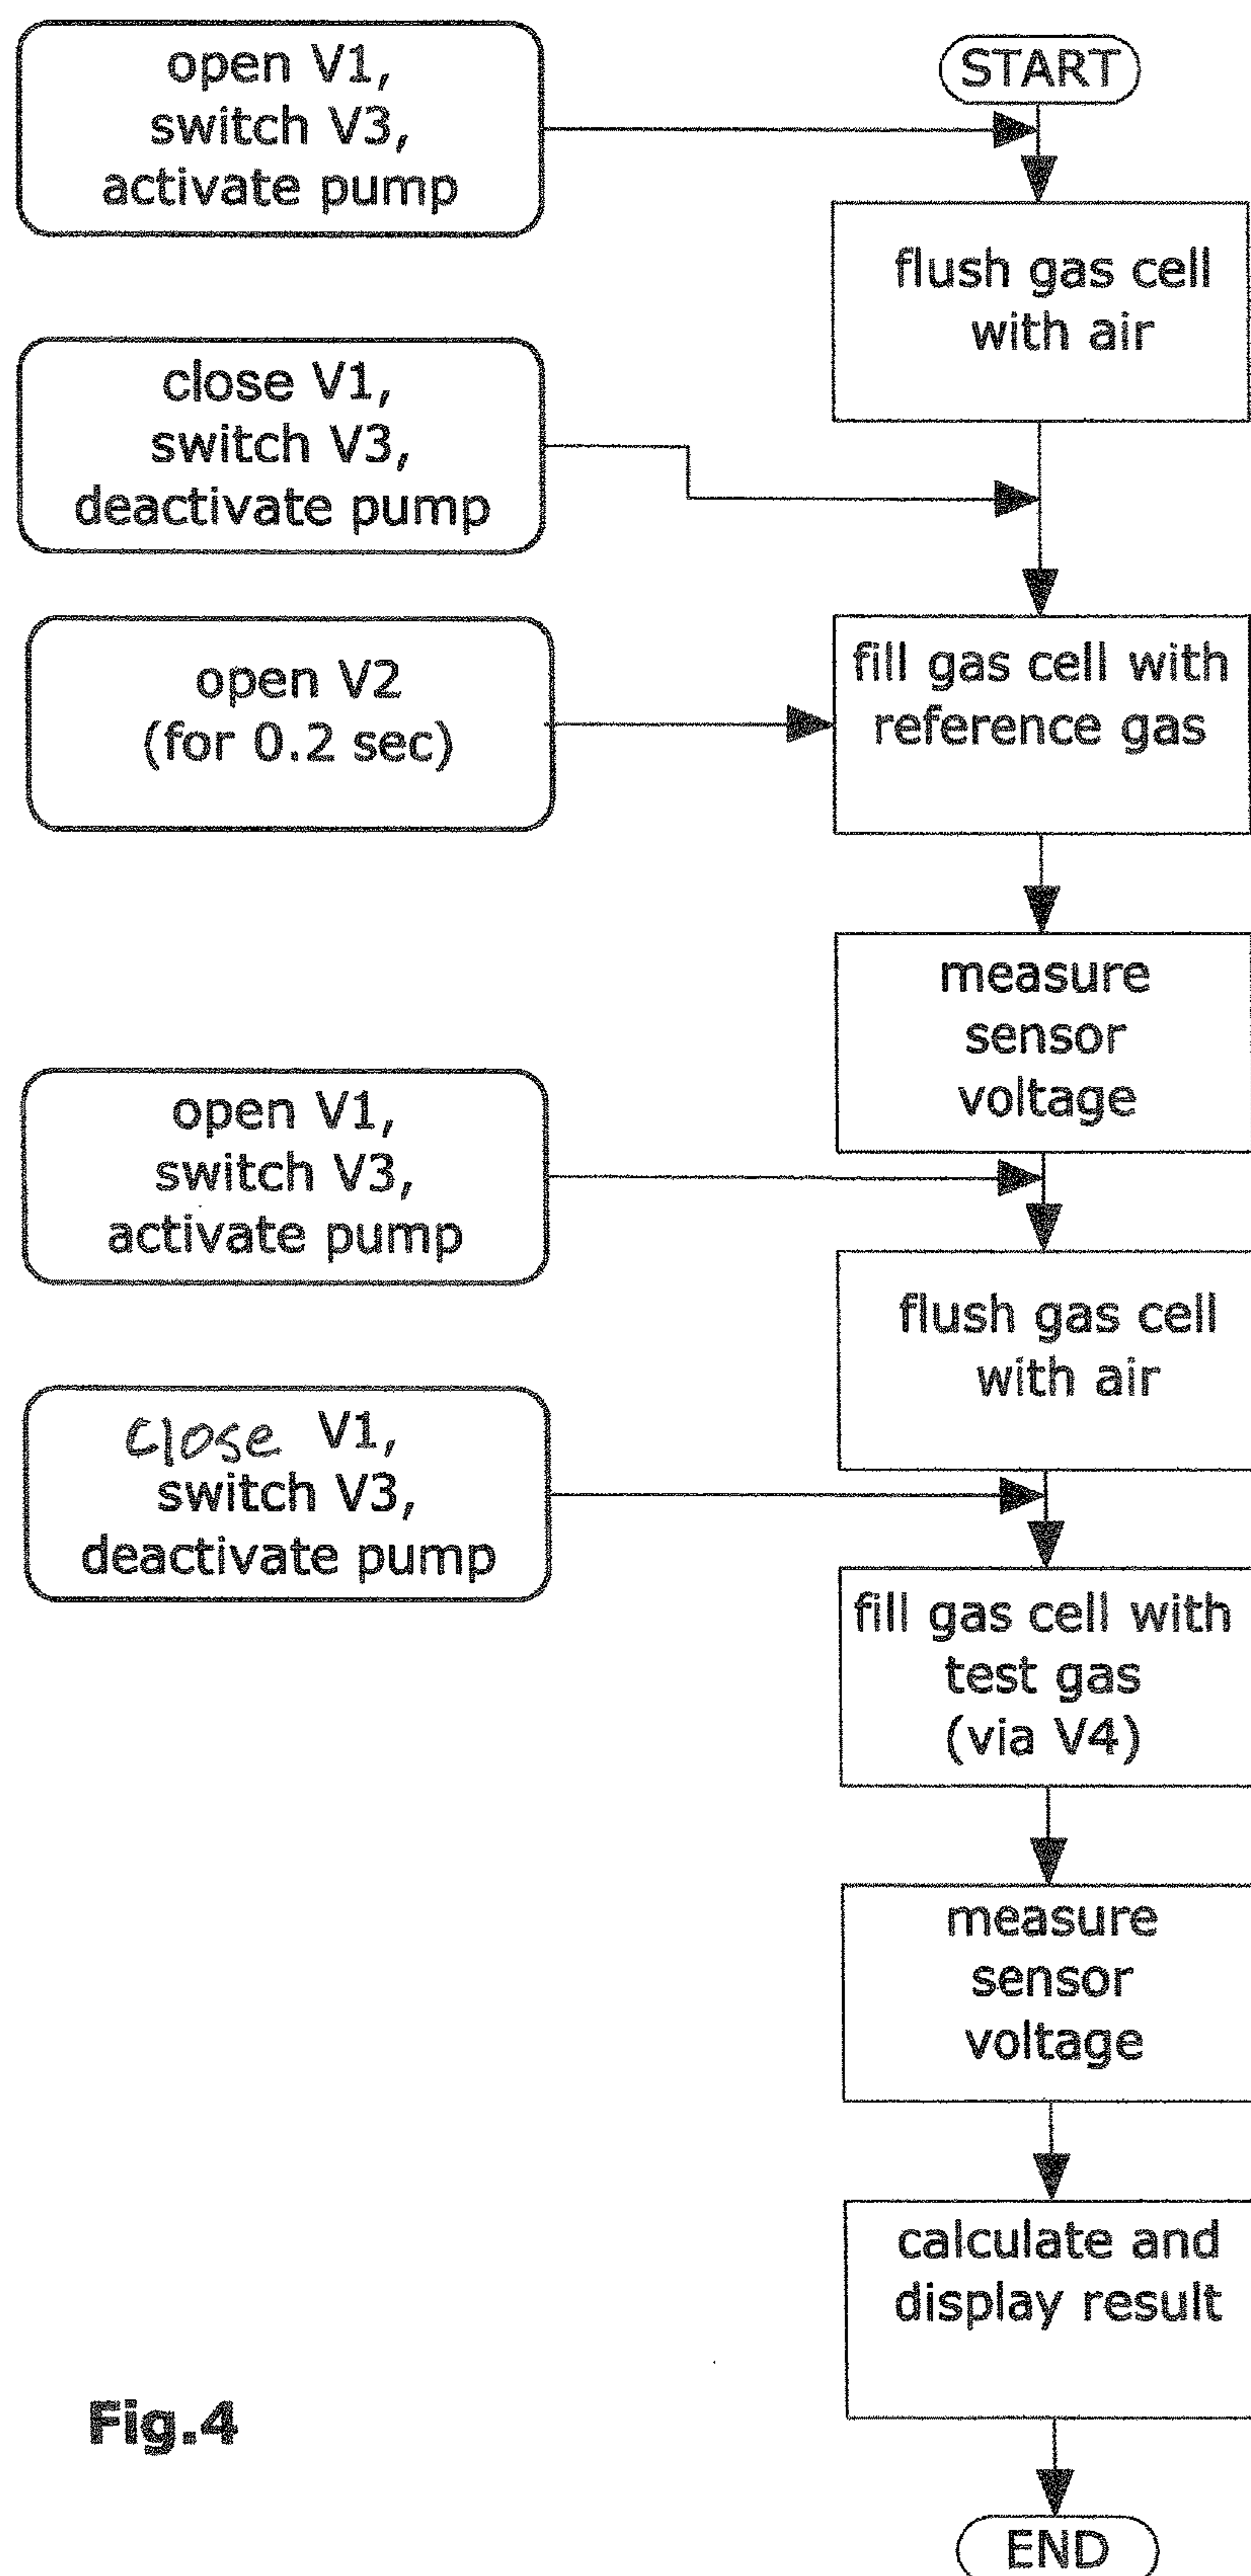 open V1,
switch V3,
activate pump
START
flush gas cell
with air
close V1,
switch V3,
deactivate pump
open V2
(for 0.2 sec)
fill gas cell with
reference gas
measure
sensor
voltage
open V1,
switch V3,
activate pump
flush gas cell
with air
Close V1,
switch V3,
deactivate pump
fill gas cell with
test gas
(via V4)
measure
sensor
voltage
calculate and
display result
Fig.4
END